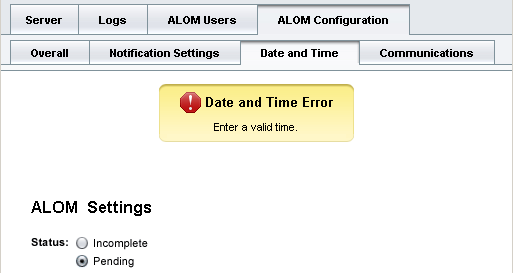 Server Logs ALOM Users ALOM Configuration
Overall Notification Settings Date and Time Communications
Date and Time Error
Enter a valid time.
ALOM Settings
Status: Incomplete
Pending